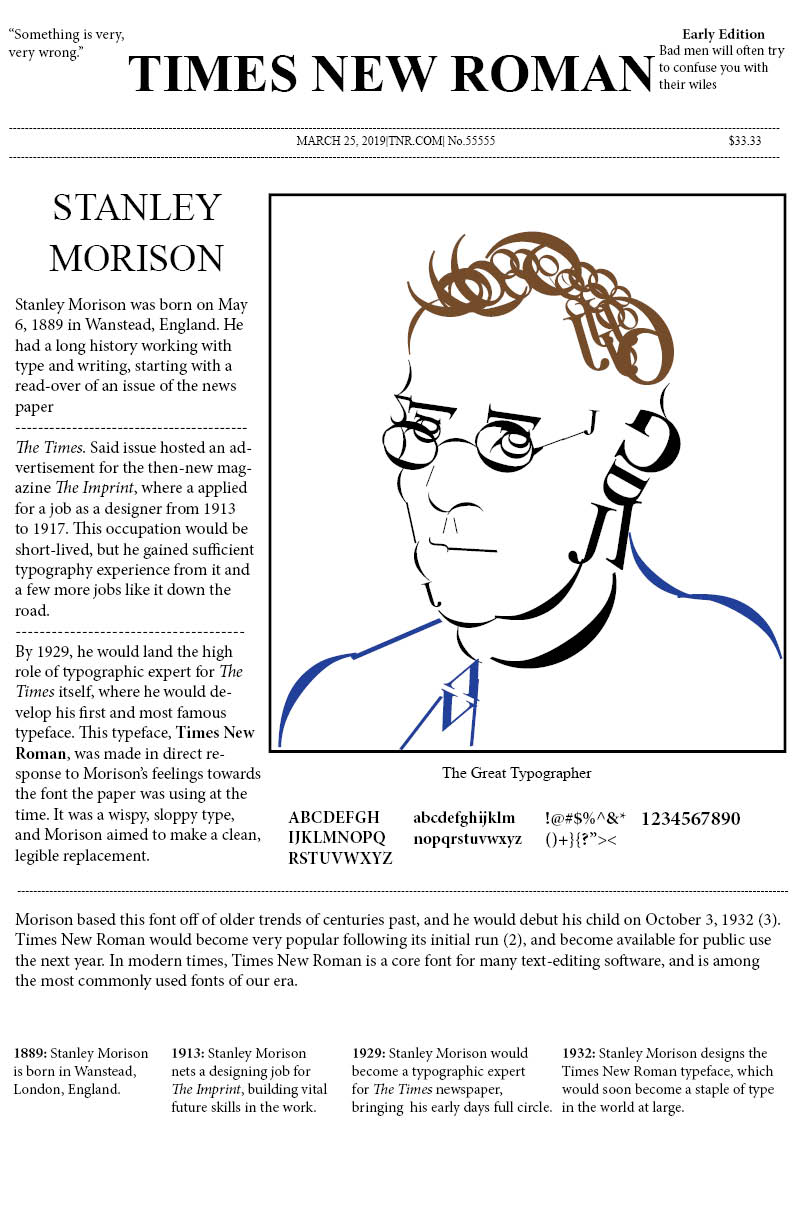 “Something is very,
very wrong.”
TIMES NEW ROMAN
Early Edition
Bad men will often try
to confuse you with
their wiles
MARCH 25, 2019|TNR.COM| No.55555
$33.33
STANLEY
MORISON
Stanley Morison was born on May
6, 1889 in Wanstead, England. He
had a long history working with
type and writing, starting with a
read-over of an issue of the news
paper
----------------------------------------
The Times. Said issue hosted an ad-
vertisement for the then-new mag-
azine The Imprint, where a applied
for a job as a designer from 1913
to 1917. This occupation would be
short-lived, but he gained sufficient
typography experience from it and
a few more jobs like it down the
road.
----------------------------------------
By 1929, he would land the high
role of typographic expert for The
Times itself, where he would de-
velop his first and most famous
typeface. This typeface, Times New
Roman, was made in direct re-
sponse to Morison’s feelings towards
the font the paper was using at the
time. It was a wispy, sloppy type,
and Morison aimed to make a clean,
legible replacement.
The Great Typographer
ABCDEFGH
IJKLMNOPQ
RSTUVWXYZ
abcdefghijklm
nopqrstuvwxyz
!@#$%^&*
()+}{?”><
1234567890
Morison based this font off of older trends of centuries past, and he would debut his child on October 3, 1932 (3).
Times New Roman would become very popular following its initial run (2), and become available for public use
the next year. In modern times, Times New Roman is a core font for many text-editing software, and is among
the most commonly used fonts of our era.
1889: Stanley Morison
is born in Wanstead,
London, England.
1913: Stanley Morison
nets a designing job for
The Imprint, building vital
future skills in the work.
1929: Stanley Morison would
become a typographic expert
for The Times newspaper,
bringing  his early days full circle.
1932: Stanley Morison designs the
Times New Roman typeface, which
would soon become a staple of type
in the world at large.